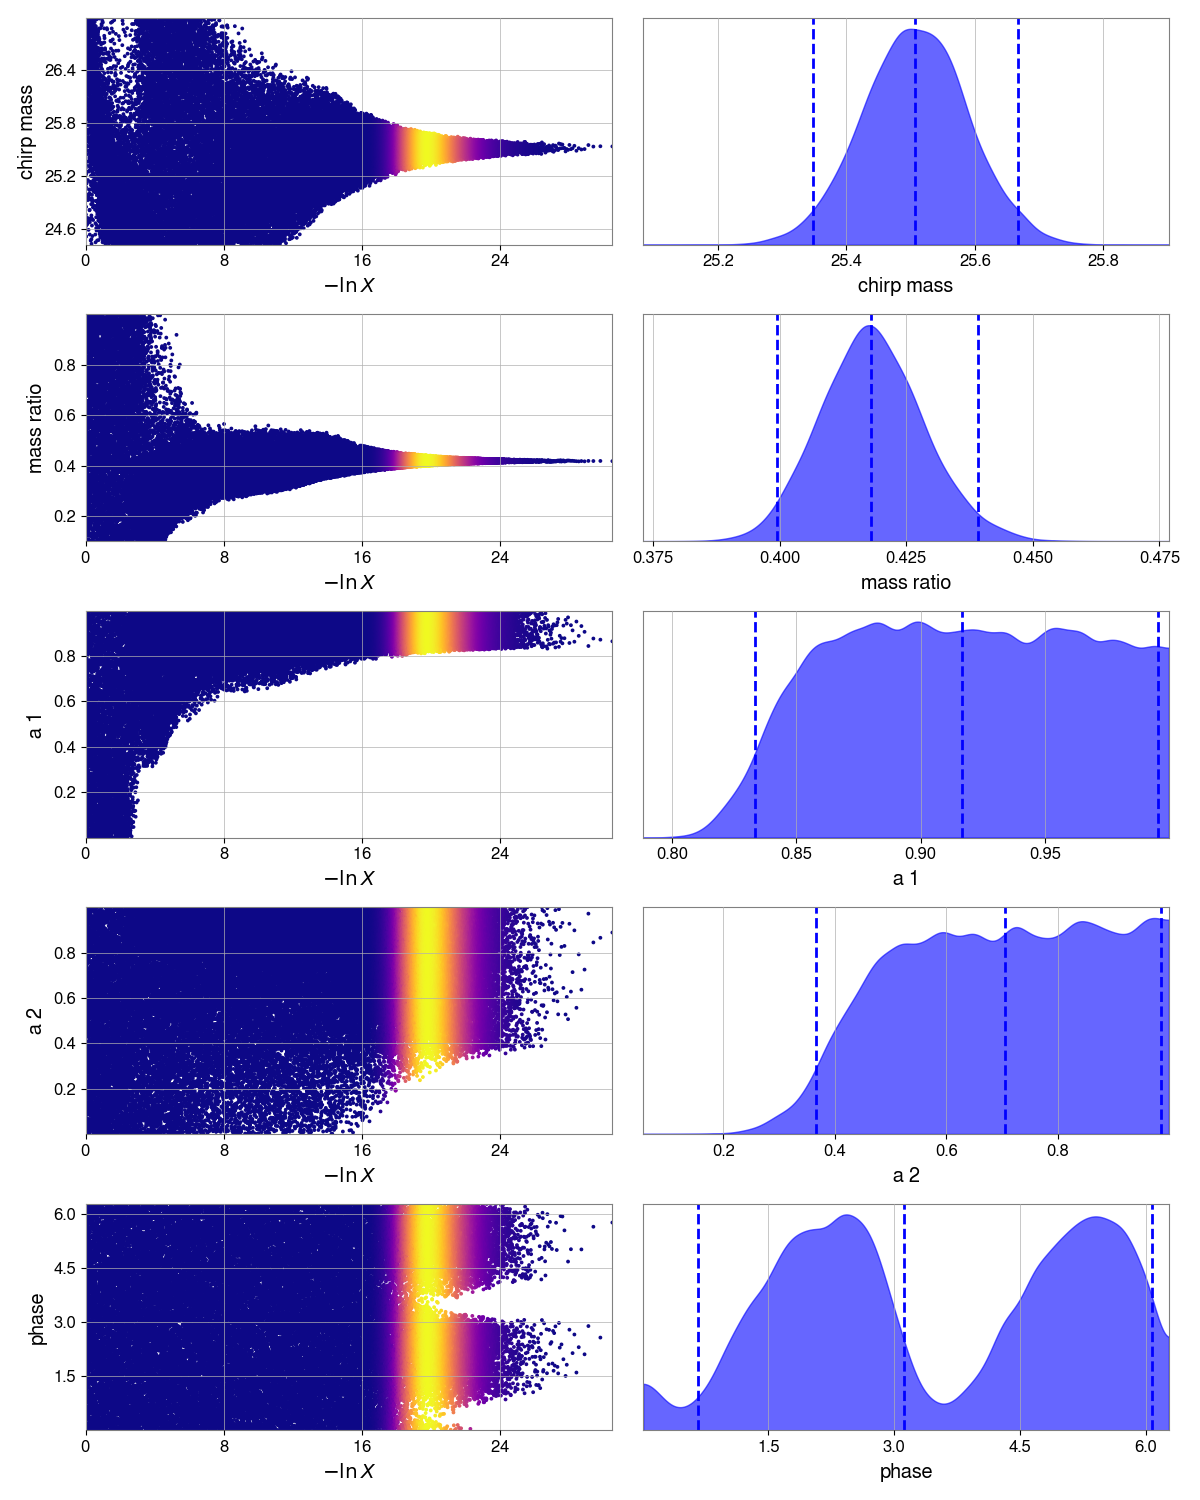 26.4
25.8
25.2
24.6
chirp mass
0 8 16 24
−ln X
25.2 25.4 25.6 25.8
chirp mass
0.8
0.6
0.4
0.2
mass ratio
0 8 16 24
−ln X
0.375 0.400 0.425 0.450 0.475
mass ratio
0.8
0.6
0.4
0.2
a 1
0 8 16 24
−ln X
0.80 0.85 0.90 0.95
a 1
0.8
0.6
0.4
0.2
a 2
0 8 16 24
−ln X
0.2 0.4 0.6 0.8
a 2
6.0
4.5
3.0
1.5
phase
0 8 16 24
−ln X
1.5 3.0 4.5 6.0
phase